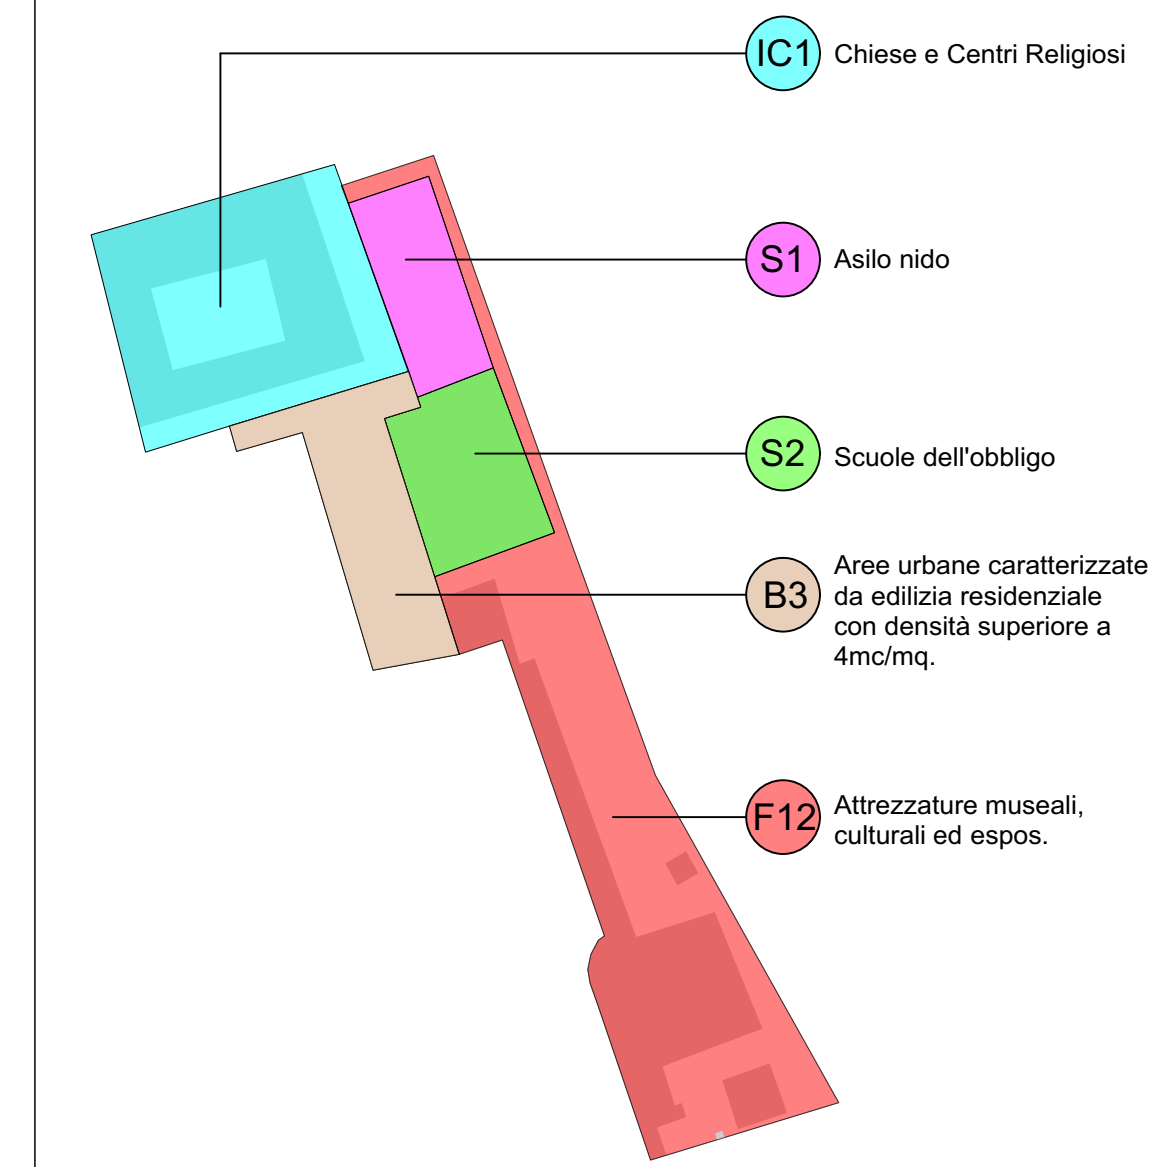 IC1 Chiese e Centri Religiosi
S1 Asilo nido
S2 Scuole dell'obbligo
B3 Aree urbane caratterizzate
da edilizia residenziale
con densità superiore a
4mc/mq.
F12 Attrezzature museali,
culturali ed espos.